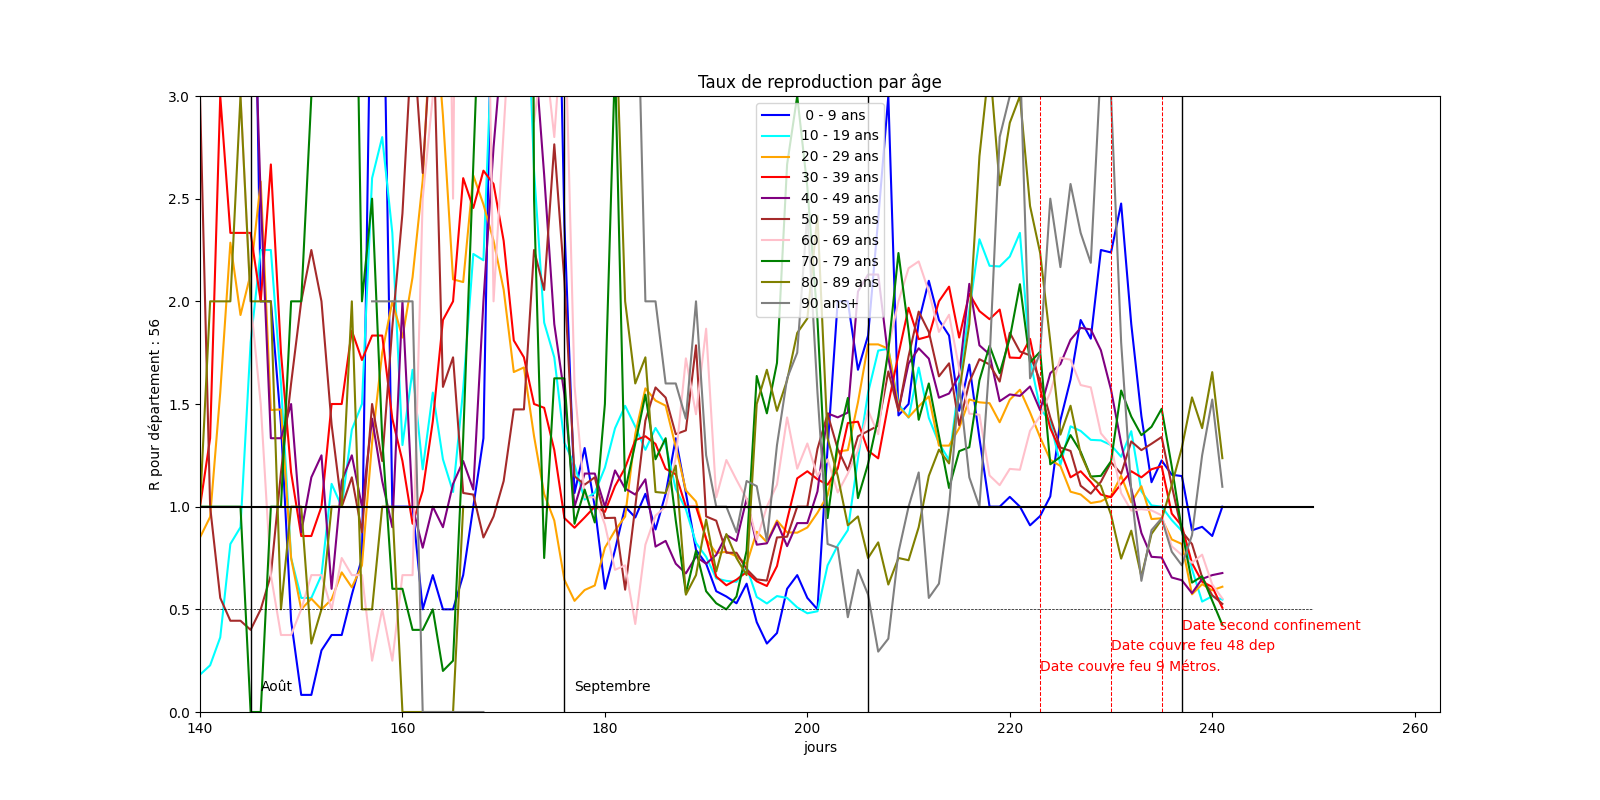 Taux de reproduction par âge
3.0
2.5
2.0
1.5
1.0
0.5
0.0
R pour département : 56
0 - 9 ans
10 - 19 ans
20 - 29 ans
30 - 39 ans
40 - 49 ans
50 - 59 ans
60 - 69 ans
70 - 79 ans
80 - 89 ans
90 ans+
Date second confinement
Date couvre feu 48 dep
Date couvre feu 9 Métros.
Août
Septembre
140 160 180 200 220 240 260
jours